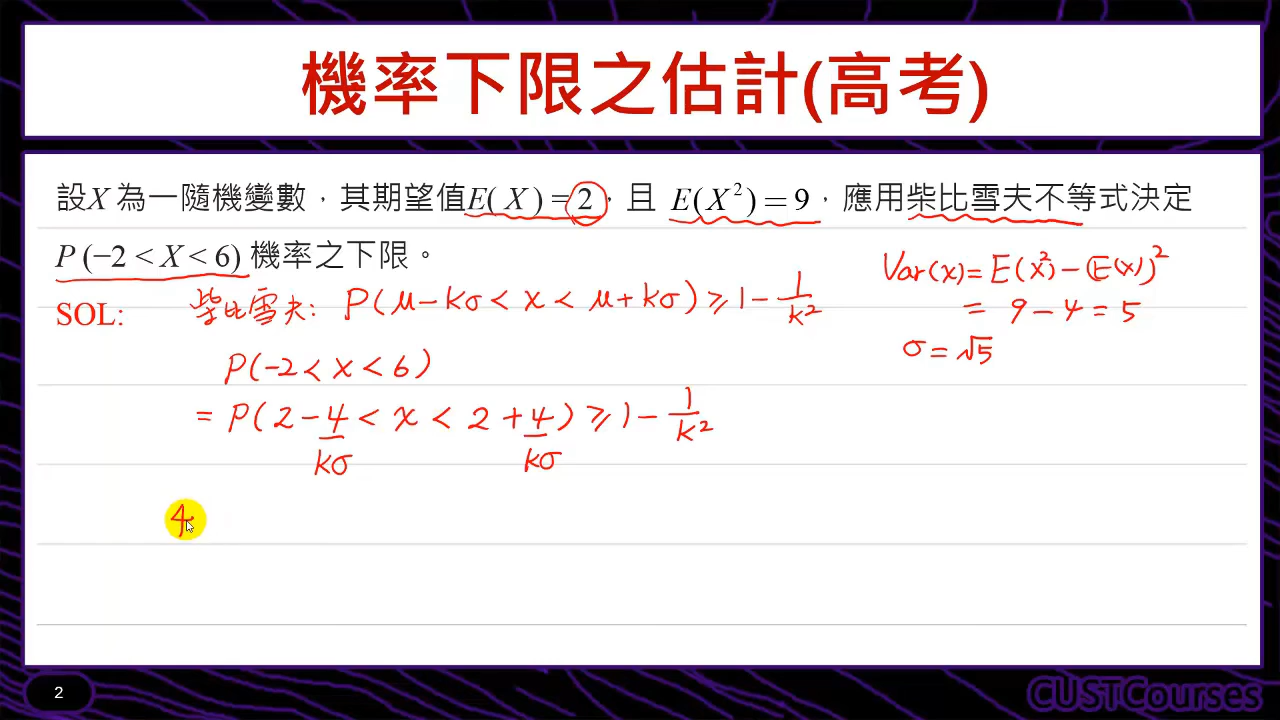 機率下限之估計(高考)
設X 為一隨機變數，其期望值E(X) = 2，且 E(X²) = 9，應用柴比雪夫不等式決定
P(−2 < X < 6) 機率之下限。
Var(x) = E(x²) − (E(x))²
= 9 − 4 = 5
σ = √5
SOL: 柴比雪夫: P(μ − kσ < x < μ + kσ) ≥ 1 − 1/k²
P(−2 < x < 6)
= P(2 − 4 < x < 2 + 4) ≥ 1 − 1/k²
kσ kσ
4
2
CUSTCourses